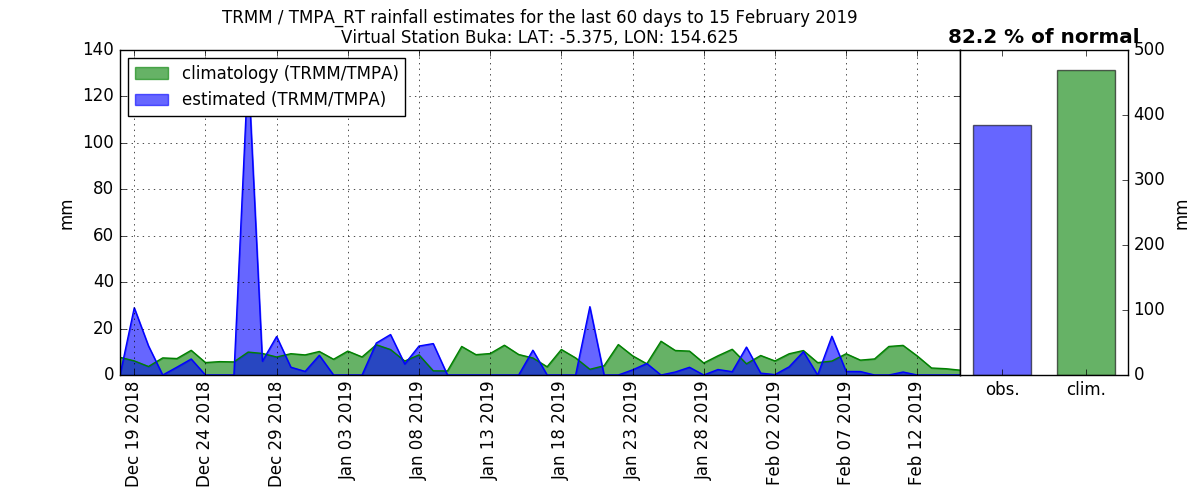 TRMM / TMPA_RT rainfall estimates for the last 60 days to 15 February 2019
Virtual Station Buka: LAT: -5.375, LON: 154.625
82.2 % of normal
climatology (TRMM/TMPA)
estimated (TRMM/TMPA)
140
120
100
80
60
40
20
0
mm
Dec 19 2018
Dec 24 2018
Dec 29 2018
Jan 03 2019
Jan 08 2019
Jan 13 2019
Jan 18 2019
Jan 23 2019
Jan 28 2019
Feb 02 2019
Feb 07 2019
Feb 12 2019
obs.
clim.
500
400
300
200
100
0
mm